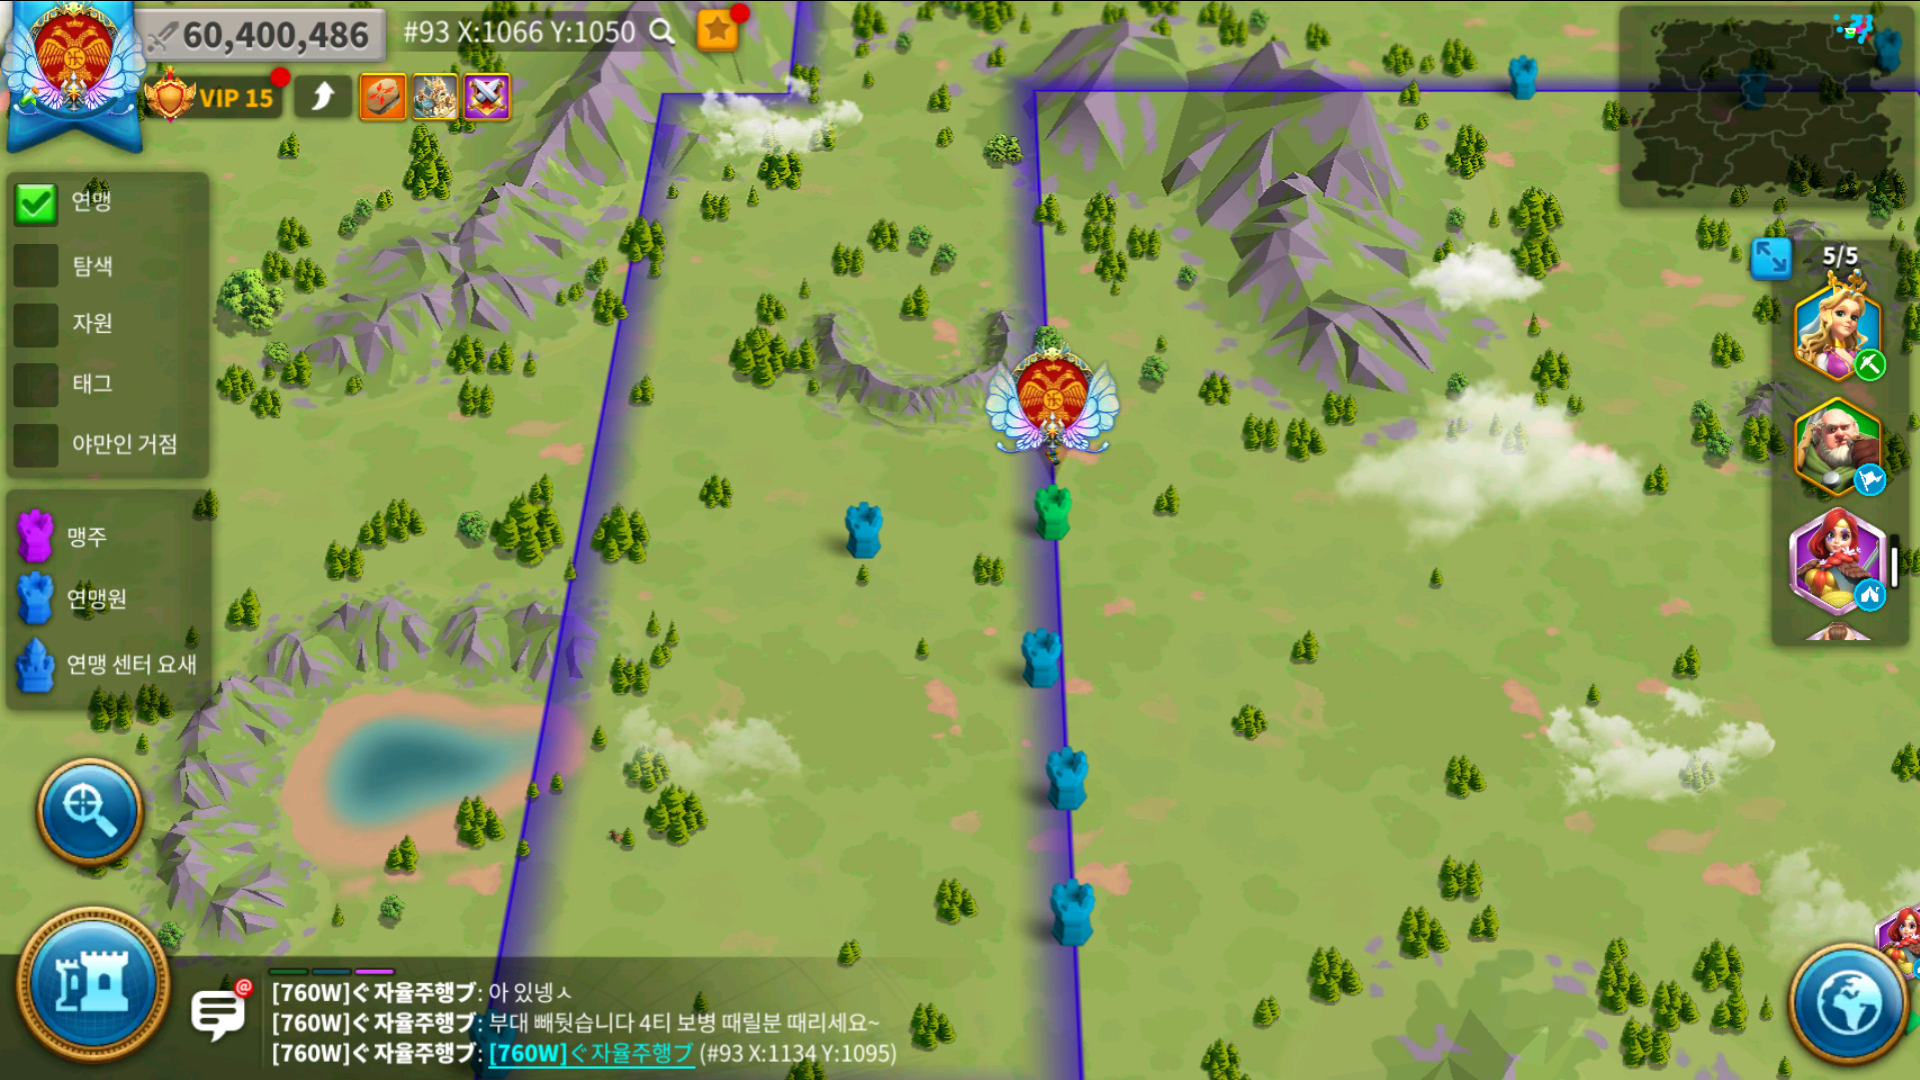 60,400,486
#93 X:1066 Y:1050
VIP 15
연맹
탐색
자원
태그
야만인 거점
맹주
연맹원
연맹 센터 요새
5/5
[760W]ぐ자율주행ブ: 아 있넹ㅅ
[760W]ぐ자율주행ブ: 부대 빼뒀습니다 4티 보병 때릴분 때리세요~
[760W]ぐ자율주행ブ: [760W]ぐ자율주행ブ (#93 X:1134 Y:1095)